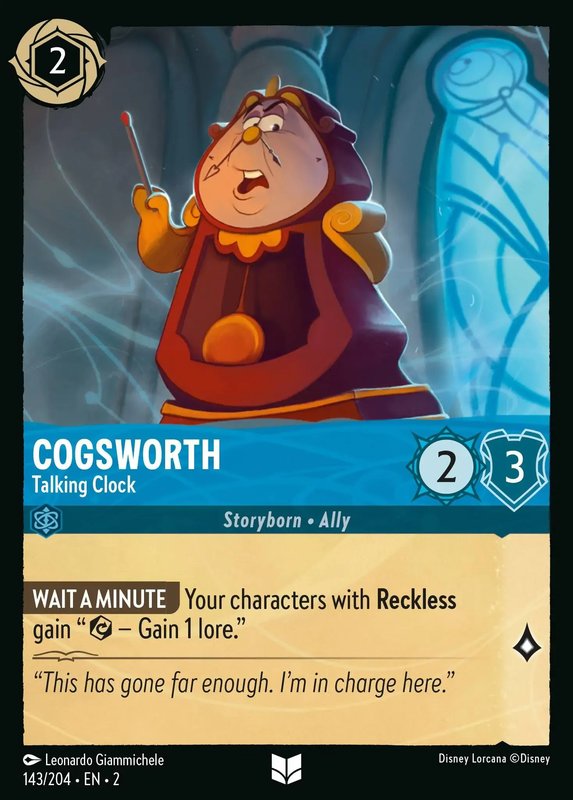 2
COGSWORTH
Talking Clock
2
3
Storyborn • Ally
WAIT A MINUTE Your characters with Reckless
gain “ – Gain 1 lore.”
“This has gone far enough. I’m in charge here.”
Leonardo Giammichele
Disney Lorcana ©Disney
143/204 • EN • 2